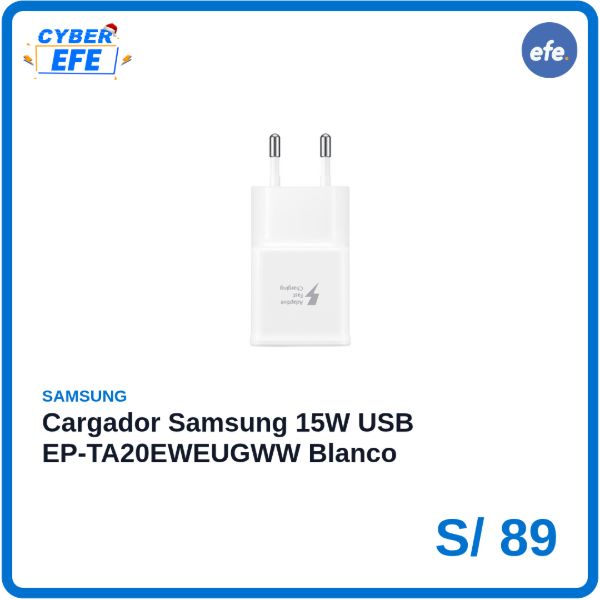 CYBER
EFE
efe.
Adaptive
Fast
Charging
SAMSUNG
Cargador Samsung 15W USB
EP-TA20EWEUGWW Blanco
S/ 89